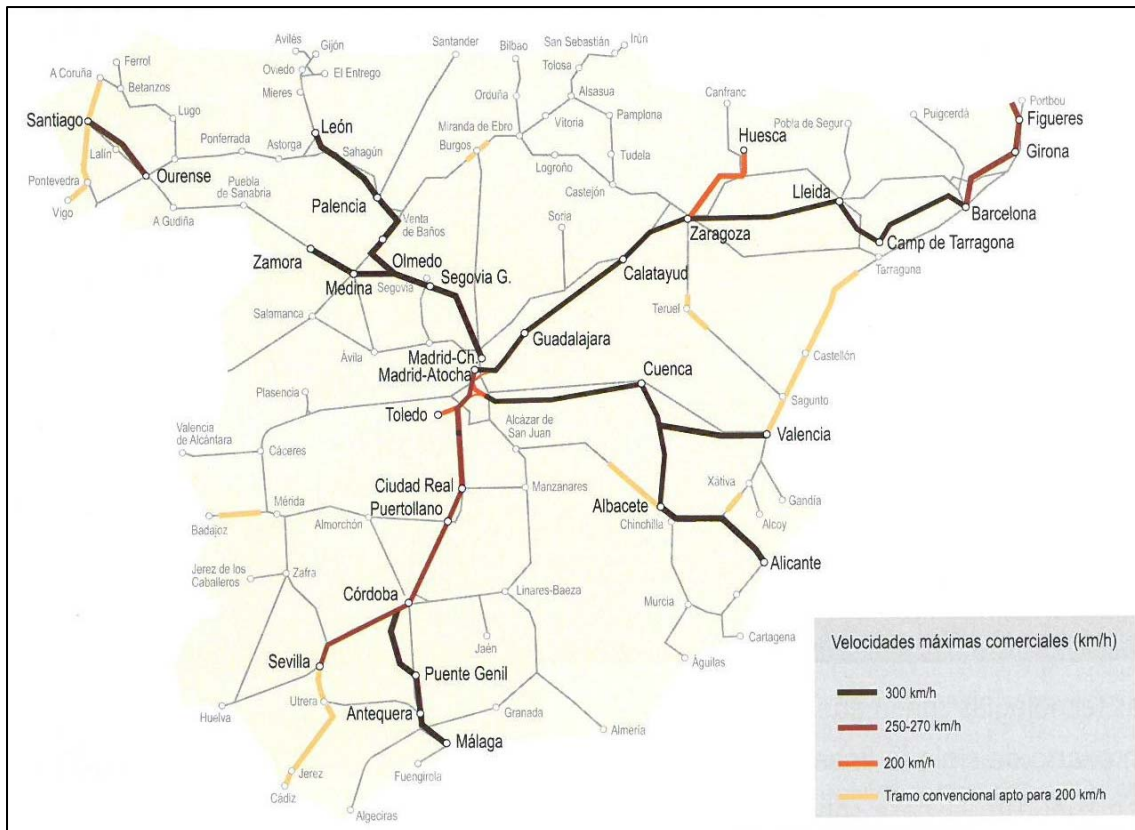 Avilés
Gijón
Oviedo
El Entrego
Mieres
Santander
Bilbao
San Sebastián
Irún
Tolosa
A Coruña
Ferrol
Betanzos
Lugo
Santiago
Lalín
Ourense
Pontevedra
Vigo
Ponferrada
Astorga
León
Sahagún
Puebla
de Sanabria
A Gudiña
Palencia
Venta
de Baños
Orduña
Alsasua
Miranda de Ebro
Burgos
Vitoria
Pamplona
Logroño
Tudela
Castejón
Soria
Canfranc
Huesca
Pobla de Segur
Puigcerdá
Portbou
Figueres
Girona
Lleida
Barcelona
Zaragoza
Camp de Tarragona
Tarragona
Zamora
Medina
Olmedo
Segovia G.
Segovia
Salamanca
Ávila
Calatayud
Guadalajara
Teruel
Castellón
Sagunto
Madrid-Ch.
Madrid-Atocha
Cuenca
Valencia
Plasencia
Toledo
Alcázar de
San Juan
Valencia
de Alcántara
Cáceres
Ciudad Real
Manzanares
Xátiva
Gandía
Alcoy
Albacete
Chinchilla
Mérida
Badajoz
Almorchón
Puertollano
Alicante
Jerez de los
Caballeros
Zafra
Córdoba
Linares-Baeza
Murcia
Cartagena
Águilas
Jaén
Sevilla
Puente Genil
Utrera
Huelva
Antequera
Granada
Almería
Málaga
Fuengirola
Jerez
Cádiz
Algeciras
Velocidades máximas comerciales (km/h)
300 km/h
250-270 km/h
200 km/h
Tramo convencional apto para 200 km/h